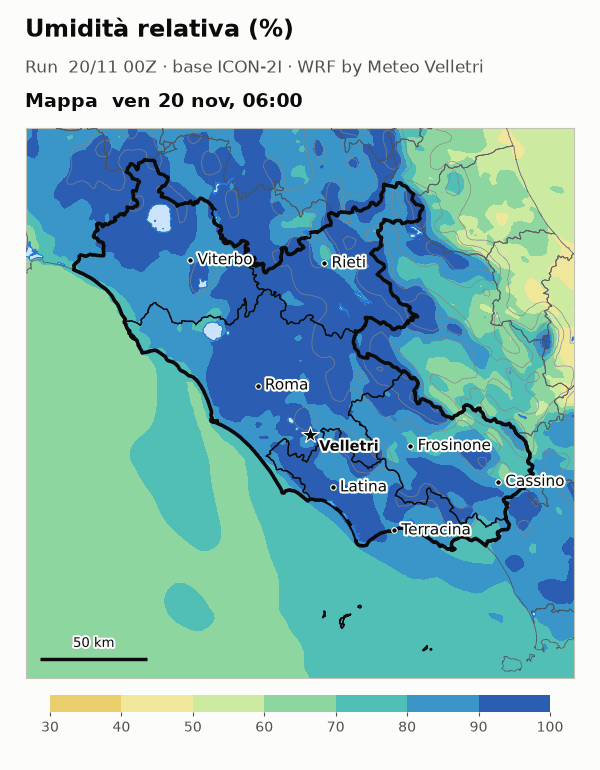 Umidità relativa (%)
Run  20/11 00Z · base ICON-2I · WRF by Meteo Velletri
Mappa  ven 20 nov, 06:00
Viterbo
Rieti
Roma
Velletri
Frosinone
Cassino
Latina
Terracina
50 km
30 40 50 60 70 80 90 100